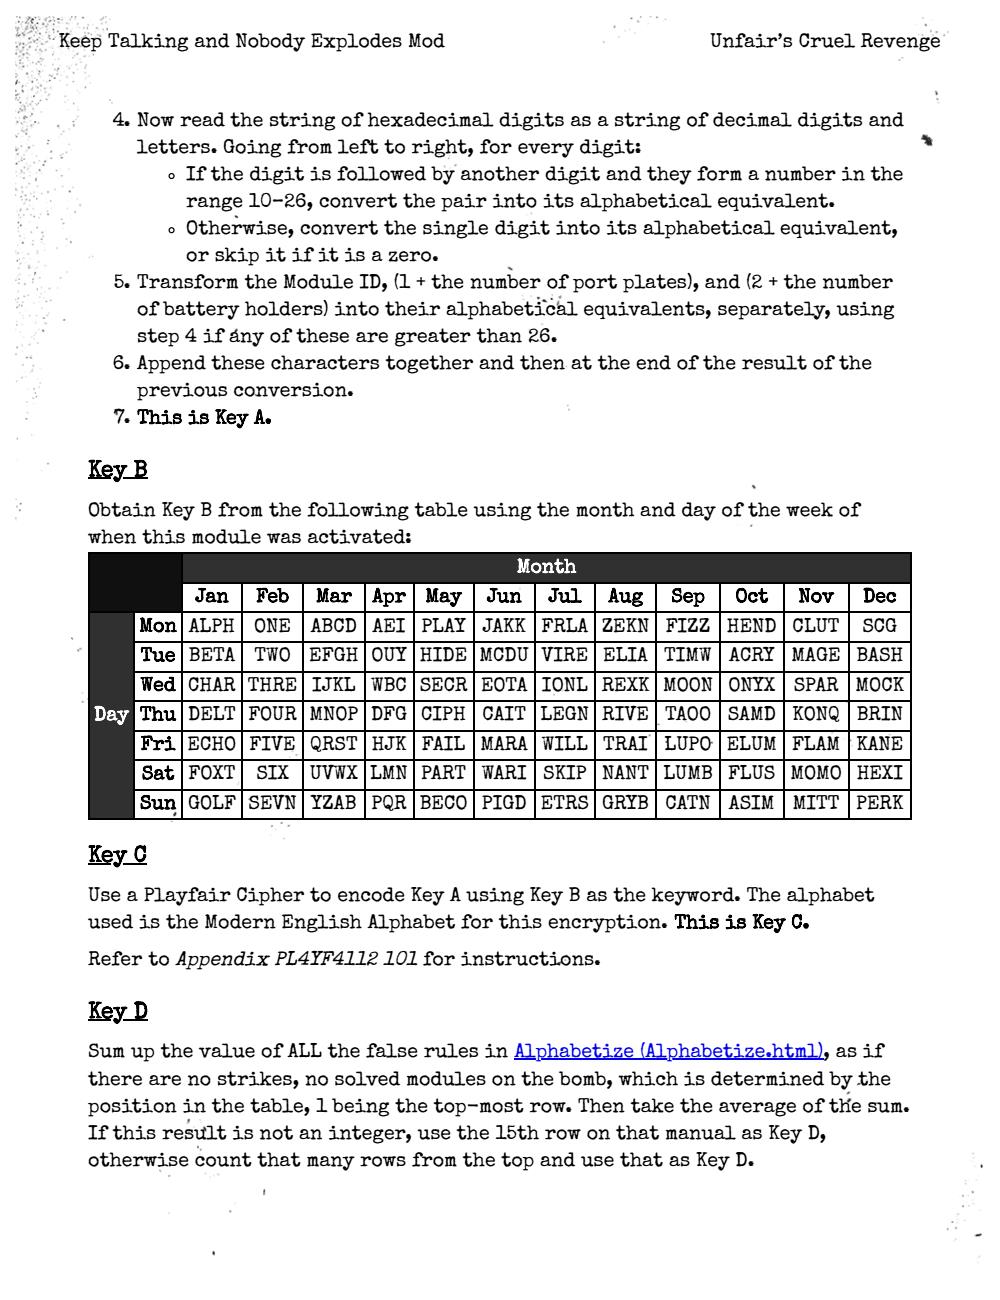 Keep Talking and Nobody Explodes Mod
Unfair's Cruel Revenge
4. Now read the string of hexadecimal digits as a string of decimal digits and
letters. Going from left to right, for every digit:
◦ If the digit is followed by another digit and they form a number in the
range 10-26, convert the pair into its alphabetical equivalent.
◦ Otherwise, convert the single digit into its alphabetical equivalent,
or skip it if it is a zero.
5. Transform the Module ID, (1 + the number of port plates), and (2 + the number
of battery holders) into their alphabetical equivalents, separately, using
step 4 if any of these are greater than 26.
6. Append these characters together and then at the end of the result of the
previous conversion.
7. This is Key A.
Key B
Obtain Key B from the following table using the month and day of the week of
when this module was activated:
Month
Jan Feb Mar Apr May Jun Jul Aug Sep Oct Nov Dec
Mon ALPH ONE ABCD AEI PLAY JAKK FRLA ZEKN FIZZ HEND CLUT SCG
Tue BETA TWO EFGH OUY HIDE MCDU VIRE ELIA TIMW ACRY MAGE BASH
Wed CHAR THRE IJKL WBC SECR EOTA IONL REXK MOON ONYX SPAR MOCK
Day Thu DELT FOUR MNOP DFG CIPH CAIT LEGN RIVE TAOO SAMD KONQ BRIN
Fri ECHO FIVE QRST HJK FAIL MARA WILL TRAI LUPO ELUM FLAM KANE
Sat FOXT SIX UVWX LMN PART WARI SKIP NANT LUMB FLUS MOMO HEXI
Sun GOLF SEVN YZAB PQR BECO PIGD ETRS GRYB CATN ASIM MITT PERK
Key C
Use a Playfair Cipher to encode Key A using Key B as the keyword. The alphabet
used is the Modern English Alphabet for this encryption. This is Key C.
Refer to Appendix PL4YF4112 101 for instructions.
Key D
Sum up the value of ALL the false rules in Alphabetize (Alphabetize.html), as if
there are no strikes, no solved modules on the bomb, which is determined by the
position in the table, 1 being the top-most row. Then take the average of the sum.
If this result is not an integer, use the 15th row on that manual as Key D,
otherwise count that many rows from the top and use that as Key D.